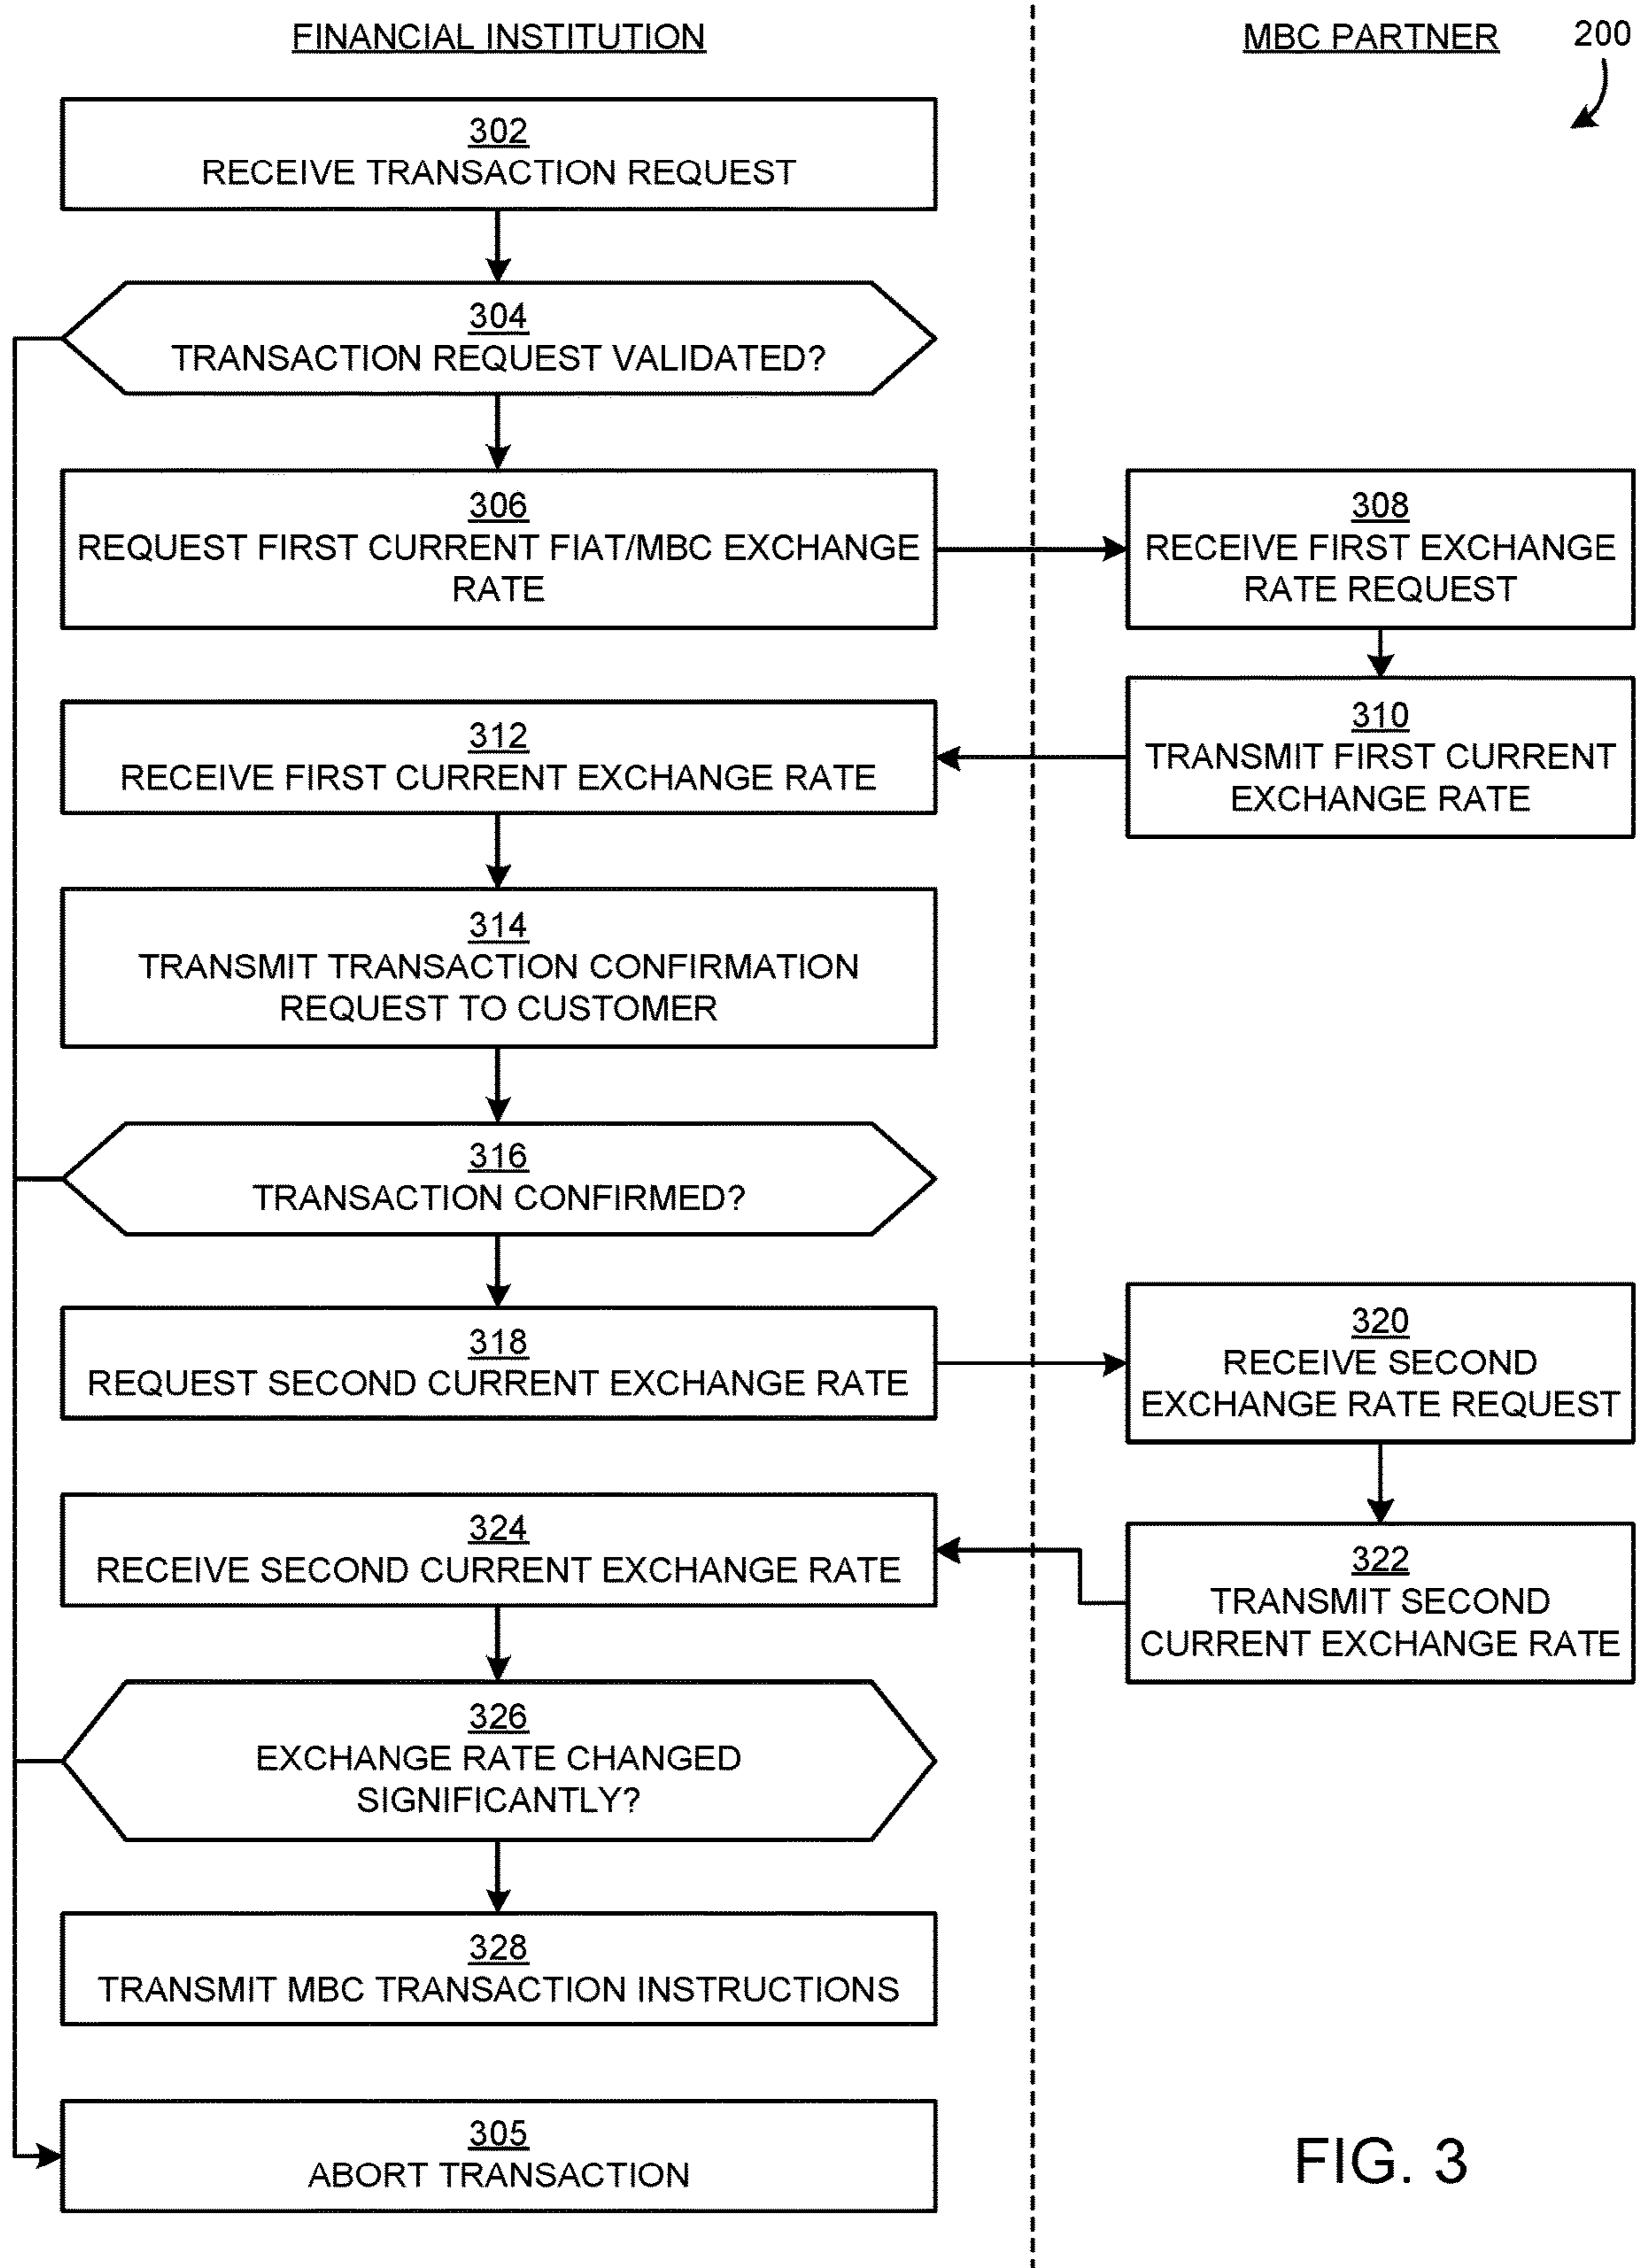 FINANCIAL INSTITUTION
MBC PARTNER
200
302
RECEIVE TRANSACTION REQUEST
304
TRANSACTION REQUEST VALIDATED?
306
REQUEST FIRST CURRENT FIAT/MBC EXCHANGE
RATE
308
RECEIVE FIRST EXCHANGE
RATE REQUEST
310
TRANSMIT FIRST CURRENT
EXCHANGE RATE
312
RECEIVE FIRST CURRENT EXCHANGE RATE
314
TRANSMIT TRANSACTION CONFIRMATION
REQUEST TO CUSTOMER
316
TRANSACTION CONFIRMED?
318
REQUEST SECOND CURRENT EXCHANGE RATE
320
RECEIVE SECOND
EXCHANGE RATE REQUEST
322
TRANSMIT SECOND
CURRENT EXCHANGE RATE
324
RECEIVE SECOND CURRENT EXCHANGE RATE
326
EXCHANGE RATE CHANGED
SIGNIFICANTLY?
328
TRANSMIT MBC TRANSACTION INSTRUCTIONS
305
ABORT TRANSACTION
FIG. 3